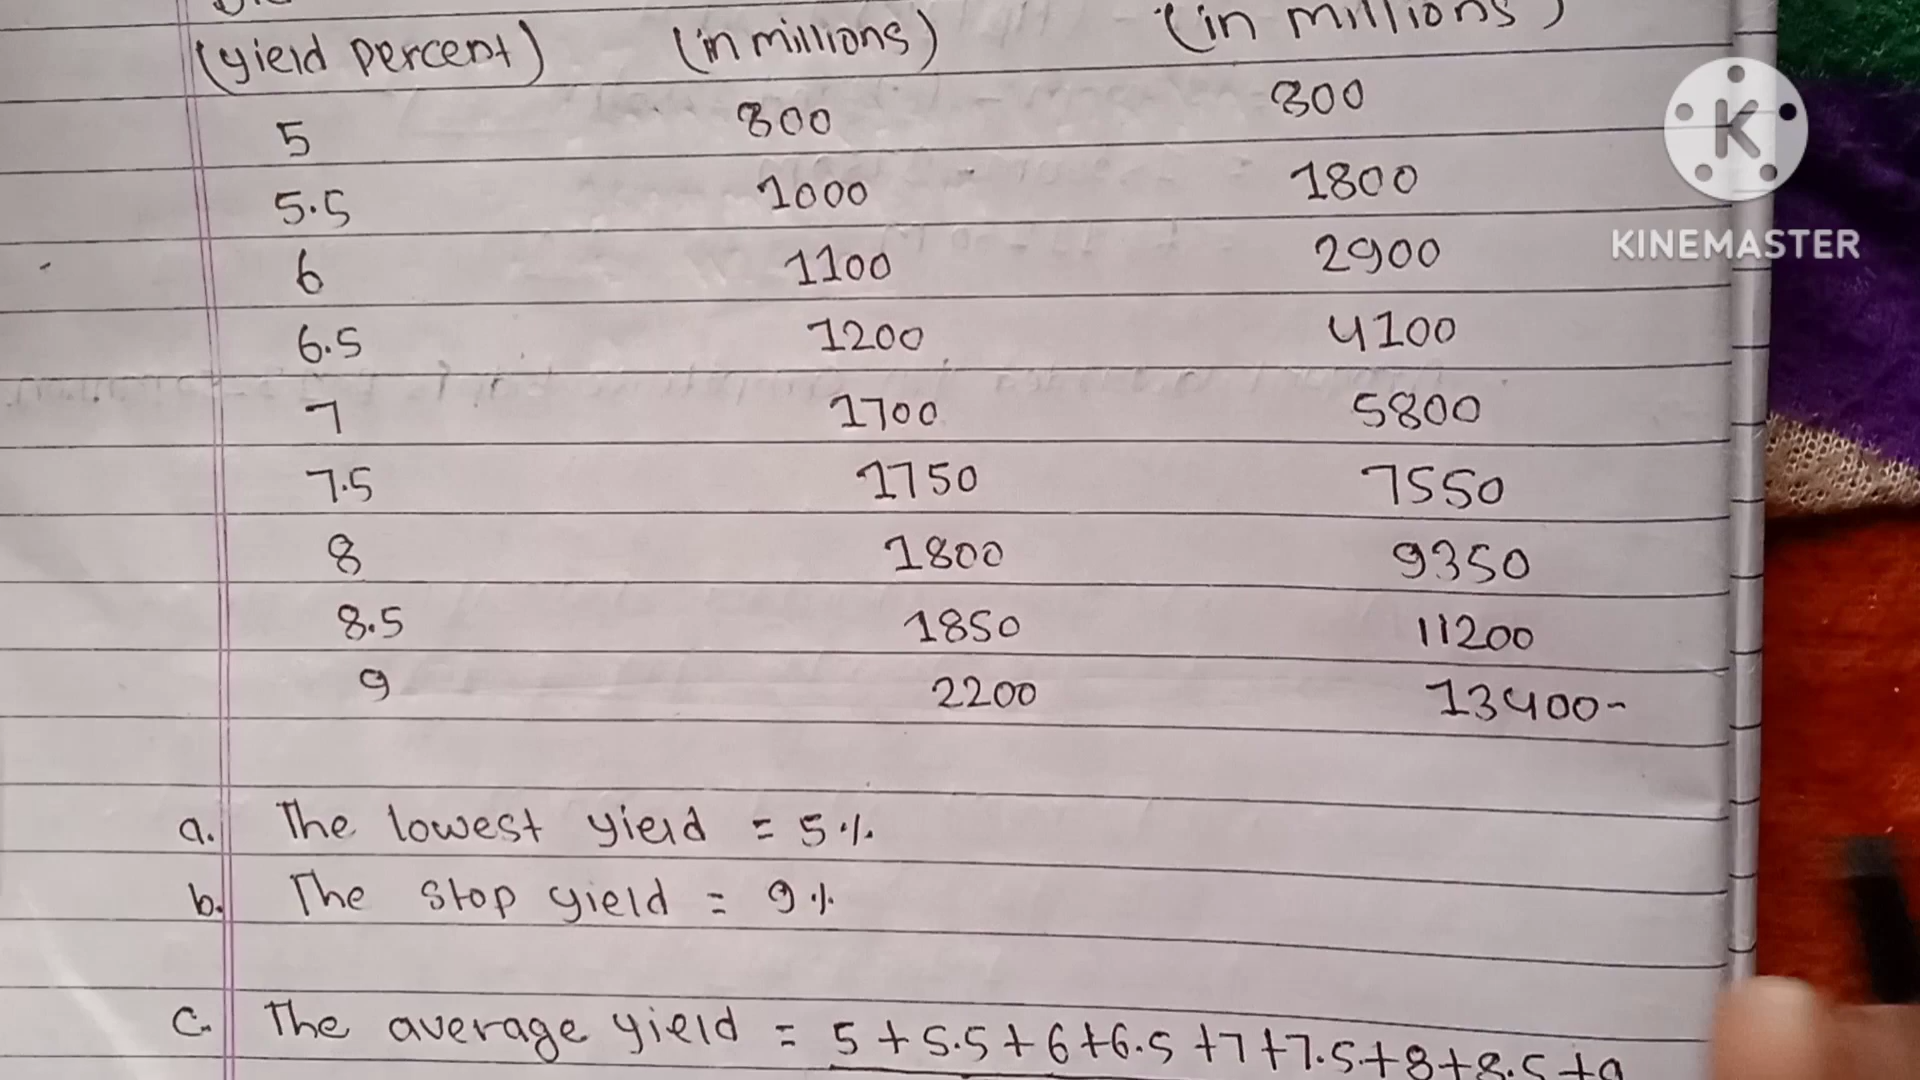 (yield percent) (in millions) (in millions)
5 800 800
5.5 1000 1800
6 1100 2900
6.5 1200 4100
7 1700 5800
7.5 1750 7550
8 1800 9350
8.5 1850 11200
9 2200 13400-
a. The lowest yield = 5%
b. The stop yield = 9%
c. The average yield = 5+5.5+6+6.5+7+7.5+8+8.5+9
K
KINEMASTER